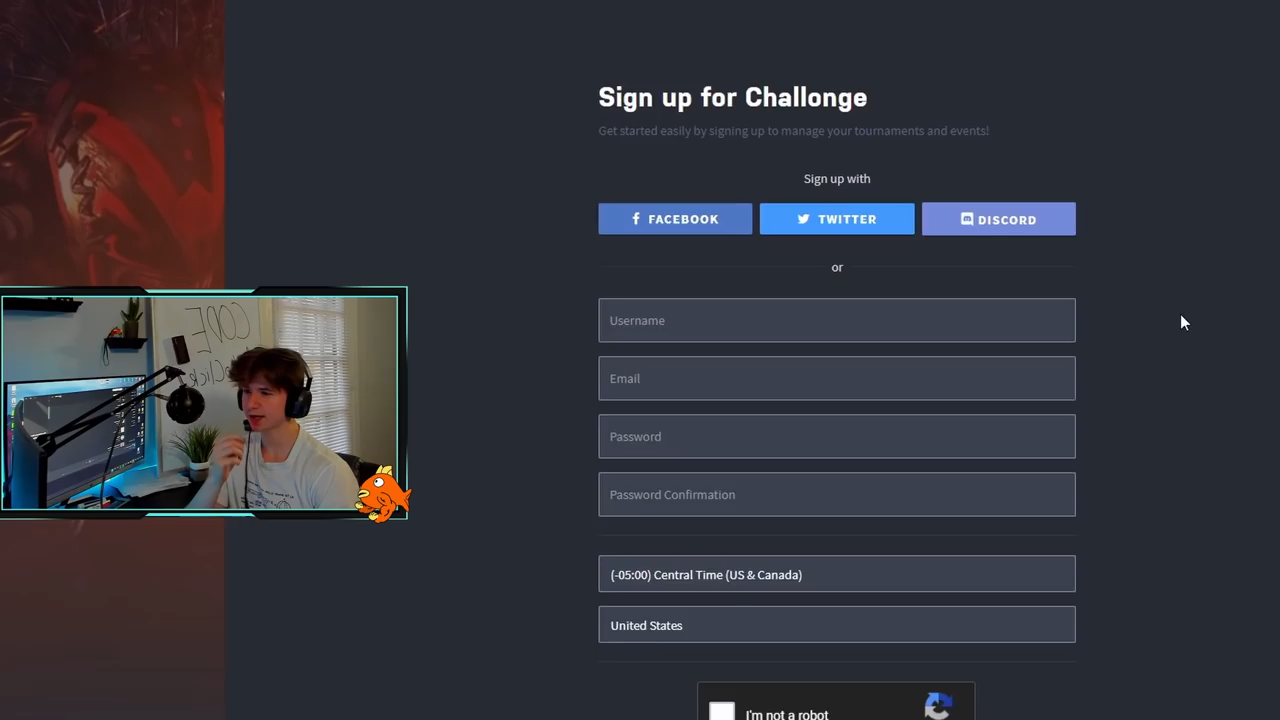 Sign up for Challonge
Get started easily by signing up to manage your tournaments and events!
Sign up with
FACEBOOK
TWITTER
DISCORD
or
Username
Email
Password
Password Confirmation
(-05:00) Central Time (US & Canada)
United States
I'm not a robot
CODE